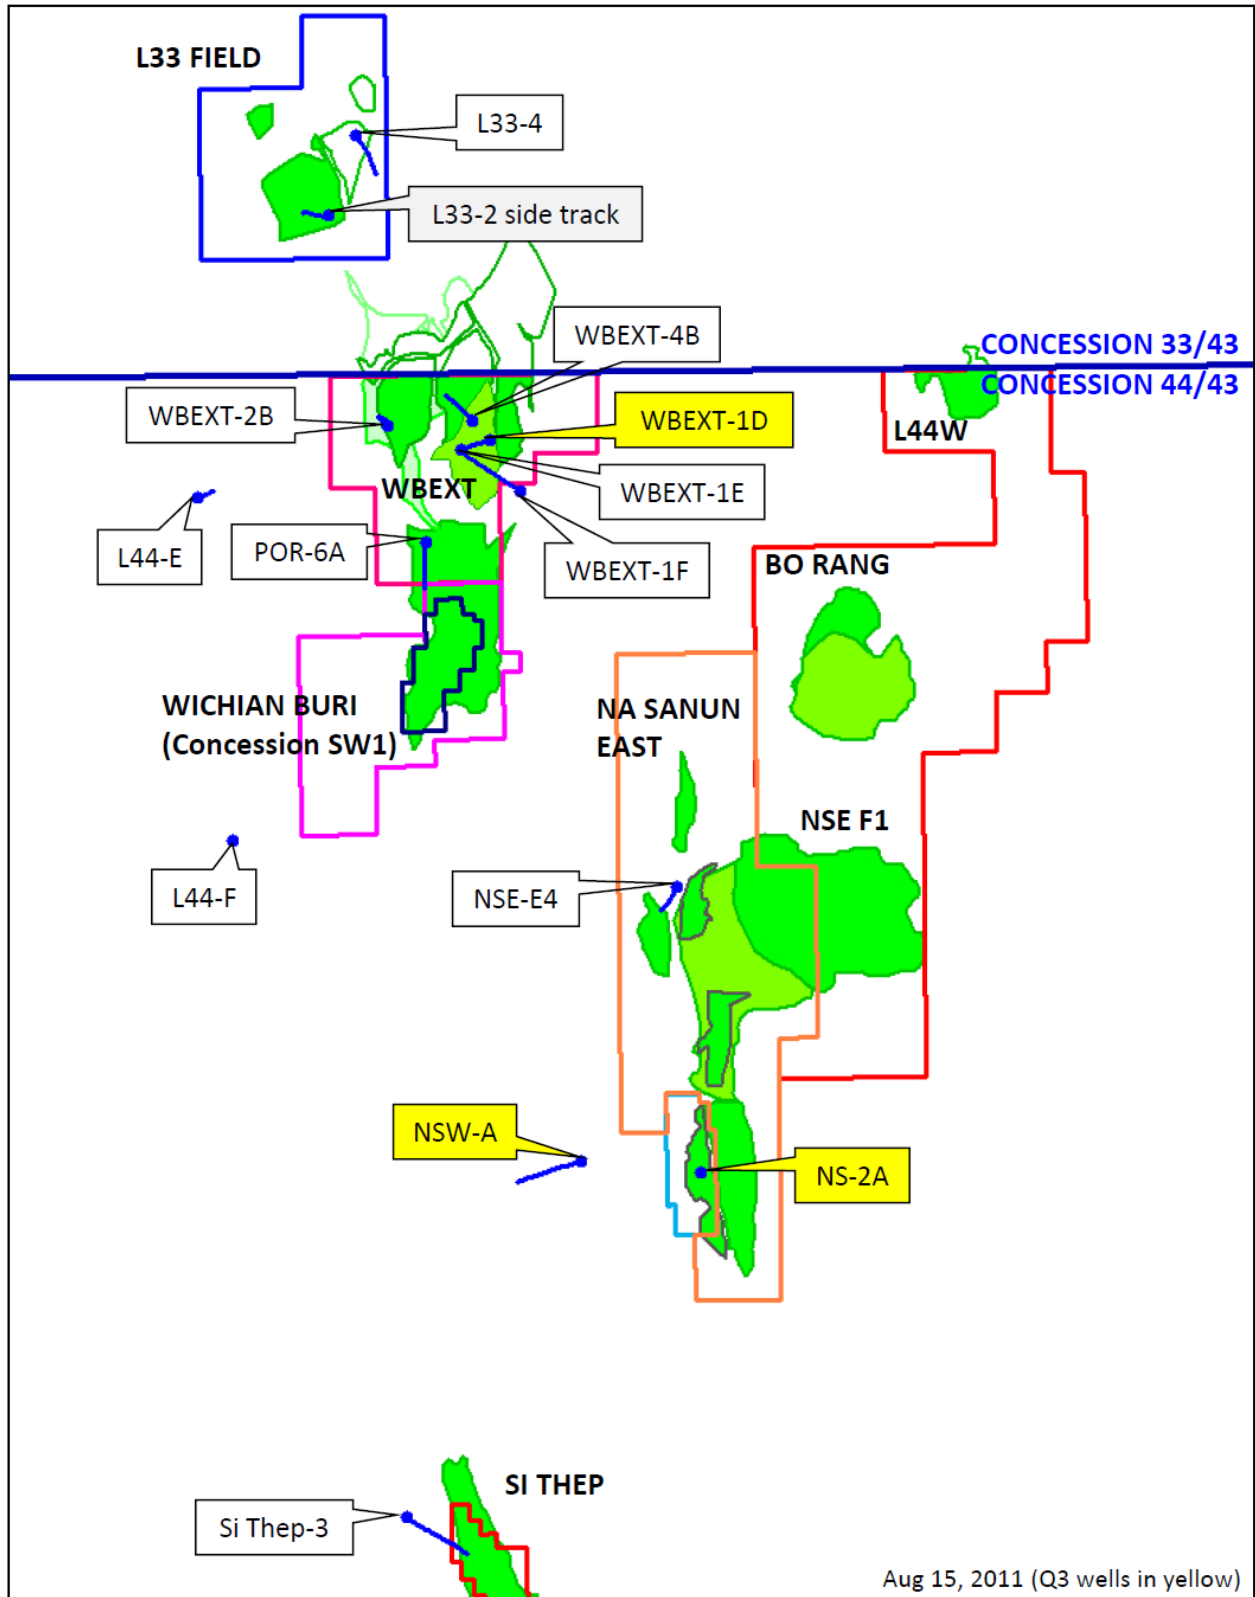 L33 FIELD
L33-4
L33-2 side track
WBEXT-4B
CONCESSION 33/43
CONCESSION 44/43
WBEXT-2B
WBEXT-1D
L44W
WBEXT
WBEXT-1E
L44-E
POR-6A
WBEXT-1F
BO RANG
WICHIAN BURI
(Concession SW1)
NA SANUN
EAST
NSE F1
L44-F
NSE-E4
NSW-A
NS-2A
SI THEP
Si Thep-3
Aug 15, 2011 (Q3 wells in yellow)